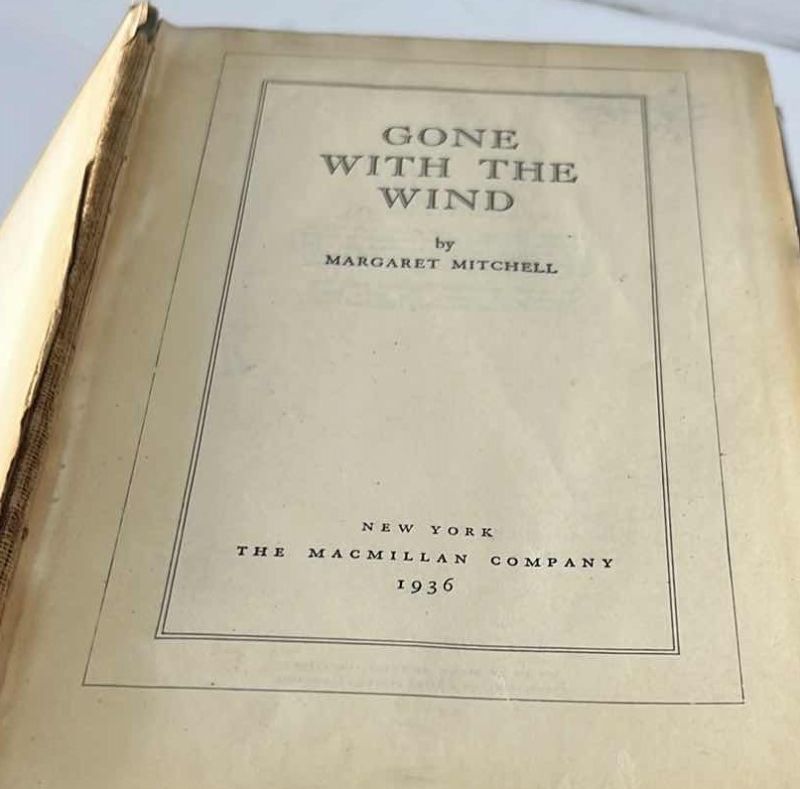 GONE
WITH THE
WIND
by
MARGARET MITCHELL
NEW YORK
THE MACMILLAN COMPANY
1936